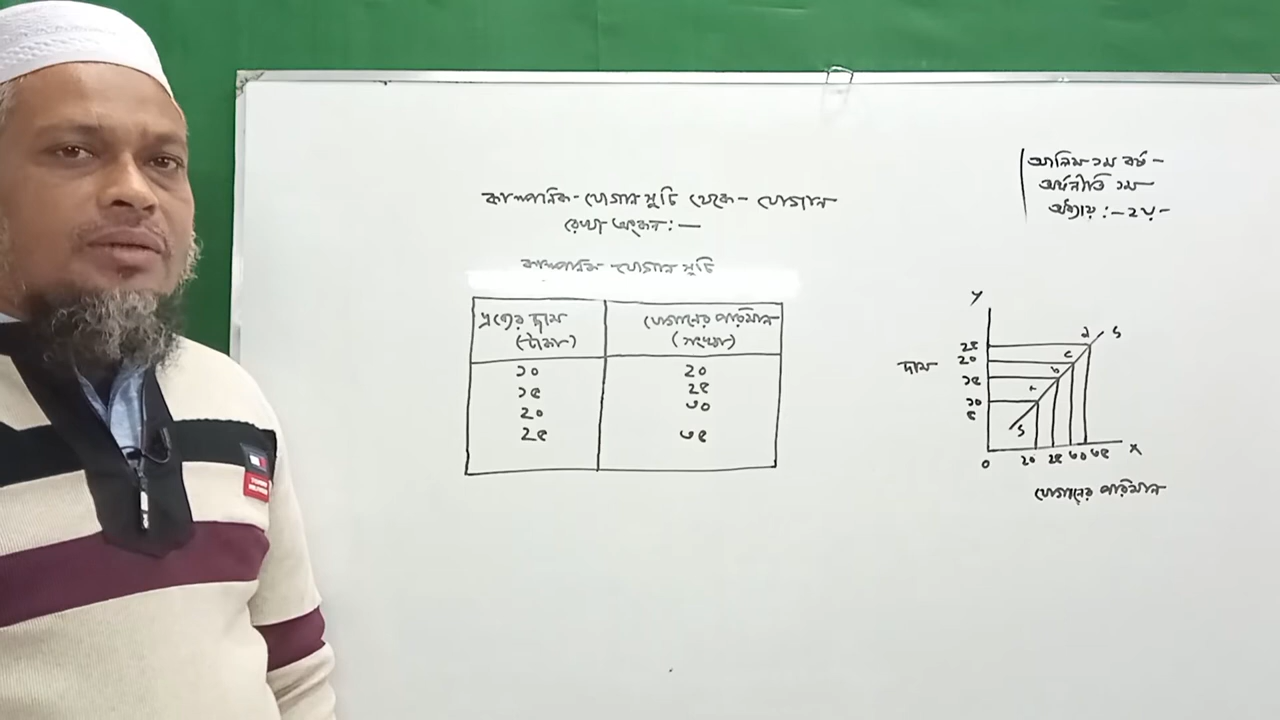 আলিম ১ম বর্ষ -
অর্থনীতি ১ম
অধ্যায় :- ২য় -
কাল্পনিক - যোগান সূচি থেকে - যোগান
রেখা অংকন : —
কাল্পনিক - যোগান সূচি
দ্রব্যের দাম যোগানের পরিমান
(টাকা) (সংখ্যা)
১০ ২০
১৫ ২৫
২০ ৩০
২৫ ৩৫
Y
d S
২৫
c
২০
দাম
b
১৫
১০
৫
S
X
০ ২০ ২৫ ৩০ ৩৫
যোগানের পরিমান